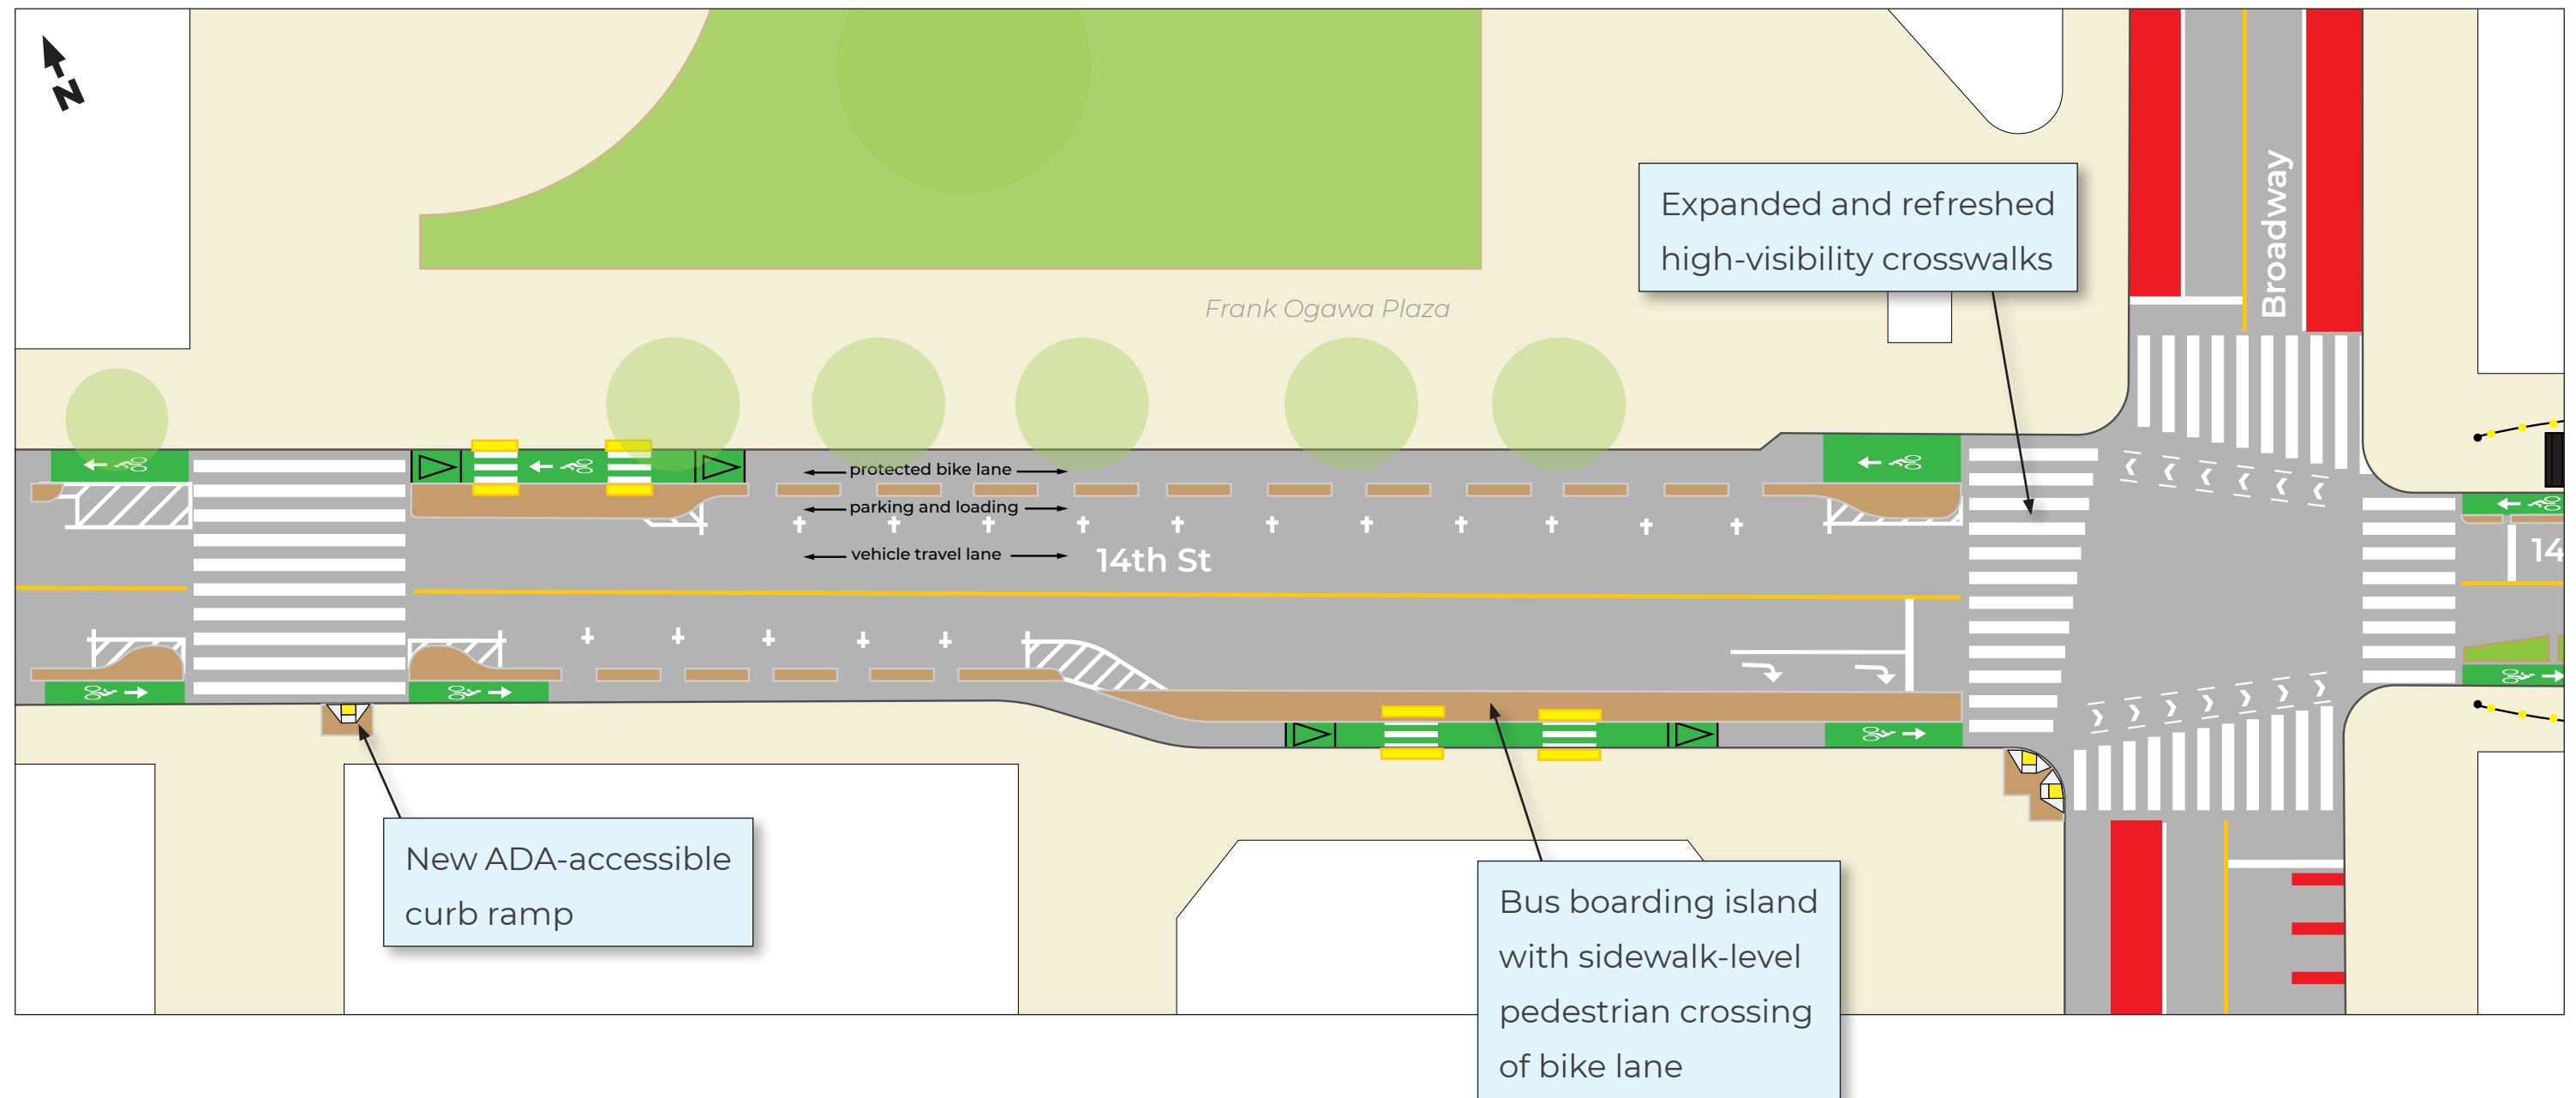 N
Expanded and refreshed
high-visibility crosswalks
Broadway
Frank Ogawa Plaza
protected bike lane
parking and loading
vehicle travel lane
14th St
14
New ADA-accessible
curb ramp
Bus boarding island
with sidewalk-level
pedestrian crossing
of bike lane